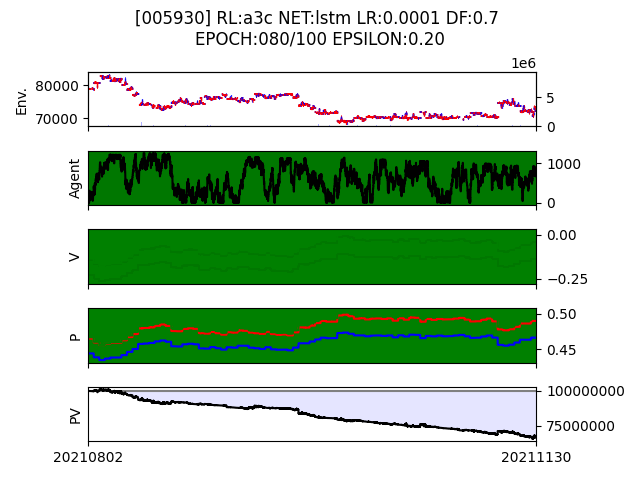 [005930] RL:a3c NET:lstm LR:0.0001 DF:0.7
EPOCH:080/100 EPSILON:0.20
1e6
Env.
80000
70000
5
0
Agent
1000
0
V
0.00
−0.25
P
0.50
0.45
PV
100000000
75000000
20210802
20211130